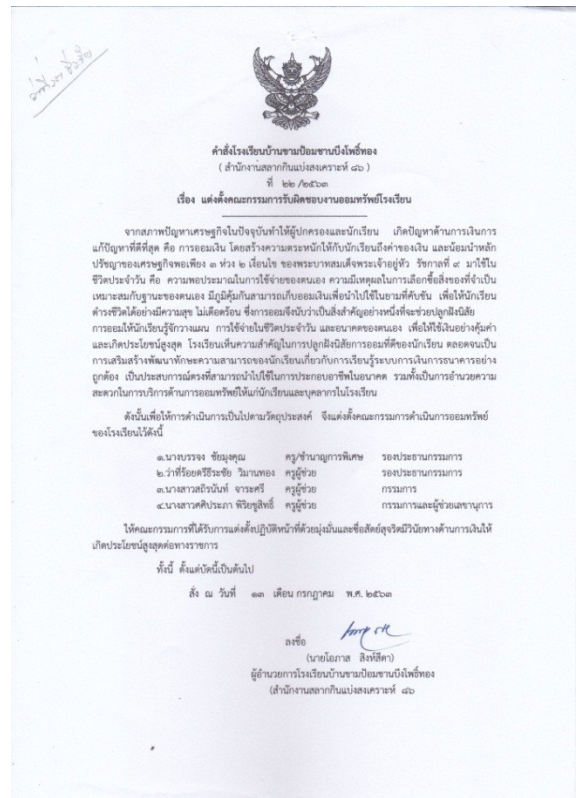 คำสั่งโรงเรียนบ้านขามป้อมชานบึงโพธิ์ทอง
( สำนักงานสลากกินแบ่งสงเคราะห์ ๘๖ )
ที่ ๒๒ /๒๕๖๓
เรื่อง แต่งตั้งคณะกรรมการรับผิดชอบงานออมทรัพย์โรงเรียน
จากสภาพปัญหาเศรษฐกิจในปัจจุบันทำให้ผู้ปกครองและนักเรียน เกิดปัญหาด้านการเงินการ
แก้ปัญหาที่ดีที่สุด คือ การออมเงิน โดยสร้างความตระหนักให้กับนักเรียนถึงค่าของเงิน และน้อมนำหลัก
ปรัชญาของเศรษฐกิจพอเพียง ๓ ห่วง ๒ เงื่อนไข ของพระบาทสมเด็จพระเจ้าอยู่หัว รัชกาลที่ ๙ มาใช้ใน
ชีวิตประจำวัน คือ ความพอประมาณในการใช้จ่ายของตนเอง ความมีเหตุผลในการเลือกซื้อสิ่งของที่จำเป็น
เหมาะสมกับฐานะของตนเอง มีภูมิคุ้มกันสามารถเก็บออมเงินเพื่อนำไปใช้ในยามที่คับขัน เพื่อให้นักเรียน
ดำรงชีวิตได้อย่างมีความสุข ไม่เดือดร้อน ซึ่งการออมจึงนับว่าเป็นสิ่งสำคัญอย่างหนึ่งที่จะช่วยปลูกฝังนิสัย
การออมให้นักเรียนรู้จักวางแผน การใช้จ่ายในชีวิตประจำวัน และอนาคตของตนเอง เพื่อให้ใช้เงินอย่างคุ้มค่า
และเกิดประโยชน์สูงสุด โรงเรียนเห็นความสำคัญในการปลูกฝังนิสัยการออมที่ดีของนักเรียน ตลอดจนเป็น
การเสริมสร้างพัฒนาทักษะความสามารถของนักเรียนเกี่ยวกับการเรียนรู้ระบบการเงินการธนาคารอย่าง
ถูกต้อง เป็นประสบการณ์ตรงที่สามารถนำไปใช้ในการประกอบอาชีพในอนาคต รวมทั้งเป็นการอำนวยความ
สะดวกในการบริการด้านการออมทรัพย์ให้แก่นักเรียนและบุคลากรในโรงเรียน
ดังนั้นเพื่อให้การดำเนินการเป็นไปตามวัตถุประสงค์ จึงแต่งตั้งคณะกรรมการดำเนินการออมทรัพย์
ของโรงเรียนไว้ดังนี้
๑.นางบรรจง ชัยมุงคุณ ครู/ชำนาญการพิเศษ รองประธานกรรมการ
๒.ว่าที่ร้อยตรีธีระชัย วิมานทอง ครูผู้ช่วย รองประธานกรรมการ
๓.นางสาวสถิรนันท์ จาระศรี ครูผู้ช่วย กรรมการ
๔.นางสาวศศิประภา พิริยชูสิทธิ์ ครูผู้ช่วย กรรมการและผู้ช่วยเลขานุการ
ให้คณะกรรมการที่ได้รับการแต่งตั้งปฏิบัติหน้าที่ด้วยมุ่งมั่นและซื่อสัตย์สุจริตมีวินัยทางด้านการเงินให้
เกิดประโยชน์สูงสุดต่อทางราชการ
ทั้งนี้ ตั้งแต่บัดนี้เป็นต้นไป
สั่ง ณ วันที่ ๑๓ เดือน กรกฎาคม พ.ศ. ๒๕๖๓
ลงชื่อ
(นายโอภาส สิงห์สีดา)
ผู้อำนวยการโรงเรียนบ้านขามป้อมชานบึงโพธิ์ทอง
(สำนักงานสลากกินแบ่งสงเคราะห์ ๘๖